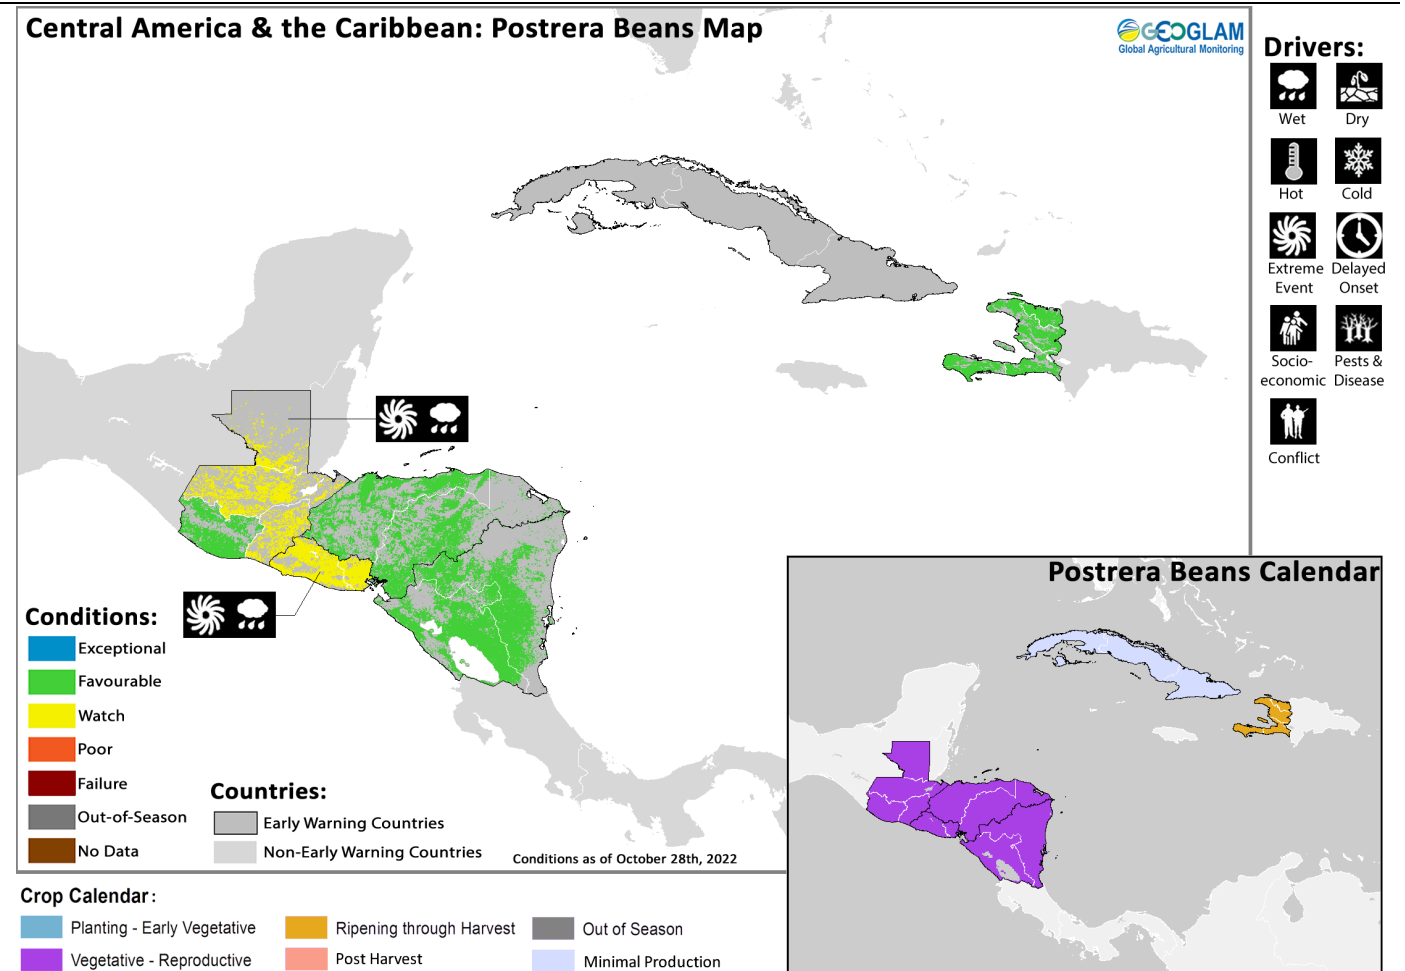 Central America & the Caribbean: Postrera Beans Map
GEOGLAM
Global Agricultural Monitoring
Drivers:
Wet
Dry
Hot
Cold
Extreme
Event
Delayed
Onset
Socio-
economic
Pests &
Disease
Conflict
Conditions:
Exceptional
Favourable
Watch
Poor
Failure
Out-of-Season
No Data
Countries:
Early Warning Countries
Non-Early Warning Countries
Conditions as of October 28th, 2022
Postrera Beans Calendar
Crop Calendar:
Planting - Early Vegetative
Vegetative - Reproductive
Ripening through Harvest
Post Harvest
Out of Season
Minimal Production